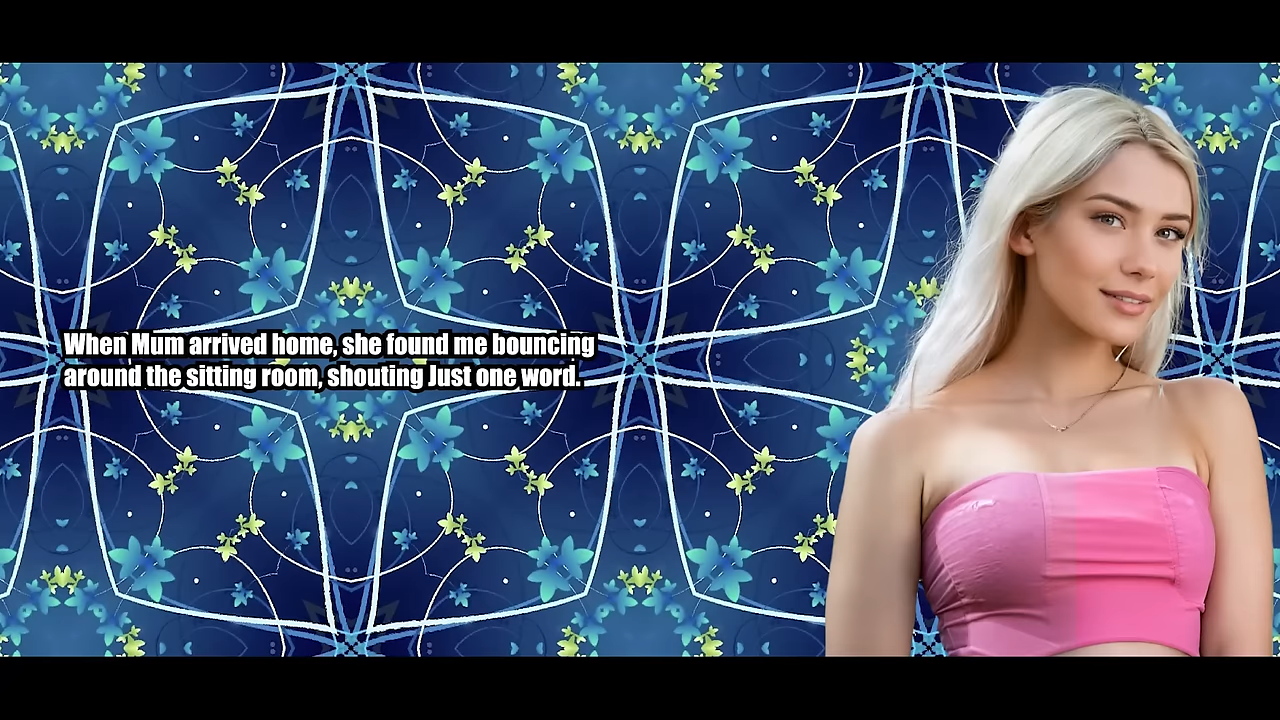 When Mum arrived home, she found me bouncing
around the sitting room, shouting Just one word.